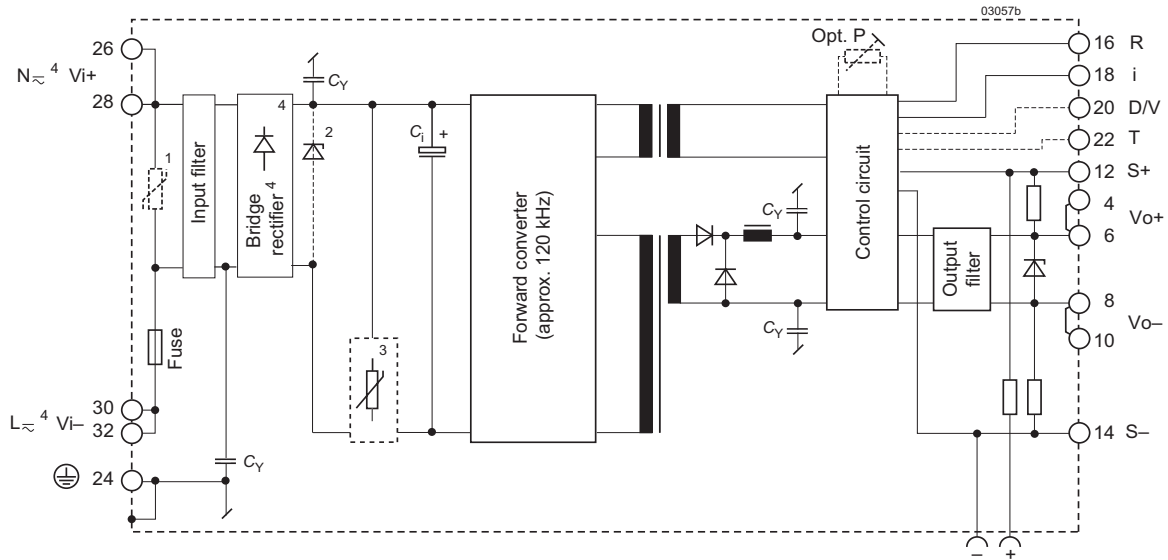 03057b
Opt. P
26
N ⎓~ 4 Vi+
28
CY
4
2
Ci
+
1
Input filter
Bridge
rectifier 4
Forward converter
(approx. 120 kHz)
Control circuit
CY
CY
Output
filter
3
Fuse
30
L ⎓~ 4 Vi–
32
24
CY
16 R
18 i
20 D/V
22 T
12 S+
4
Vo+
6
8
Vo–
10
14 S–
–
+